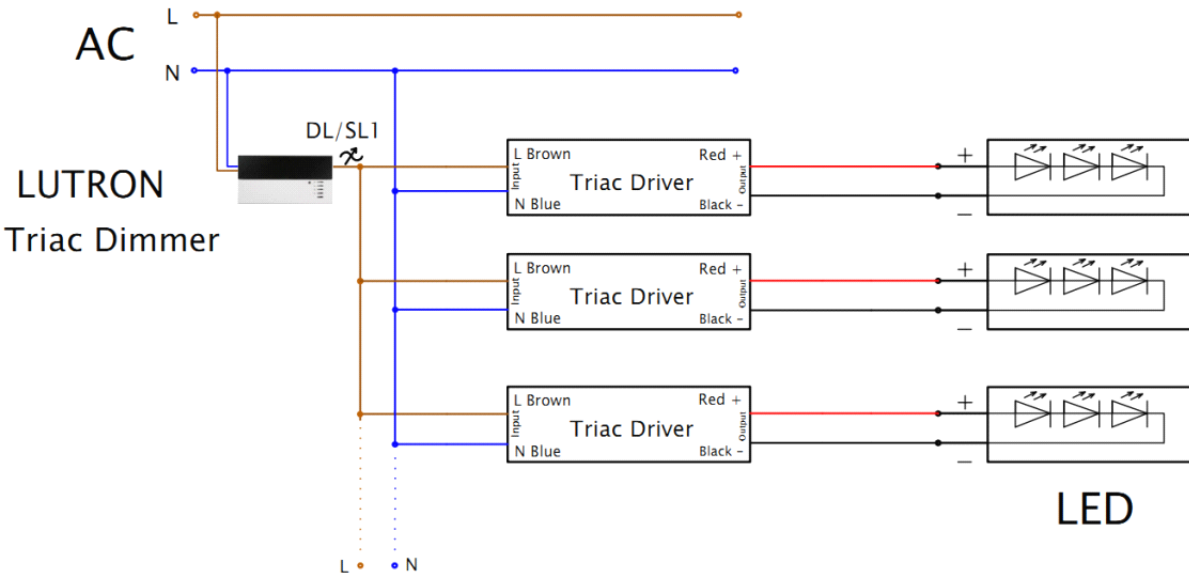 L
AC
N
DL/SL1
LUTRON
Triac Dimmer
L Brown
Input
N Blue
Triac Driver
Red +
Output
Black -
+
–
L Brown
Input
N Blue
Triac Driver
Red +
Output
Black -
+
–
L Brown
Input
N Blue
Triac Driver
Red +
Output
Black -
+
–
LED
L
N